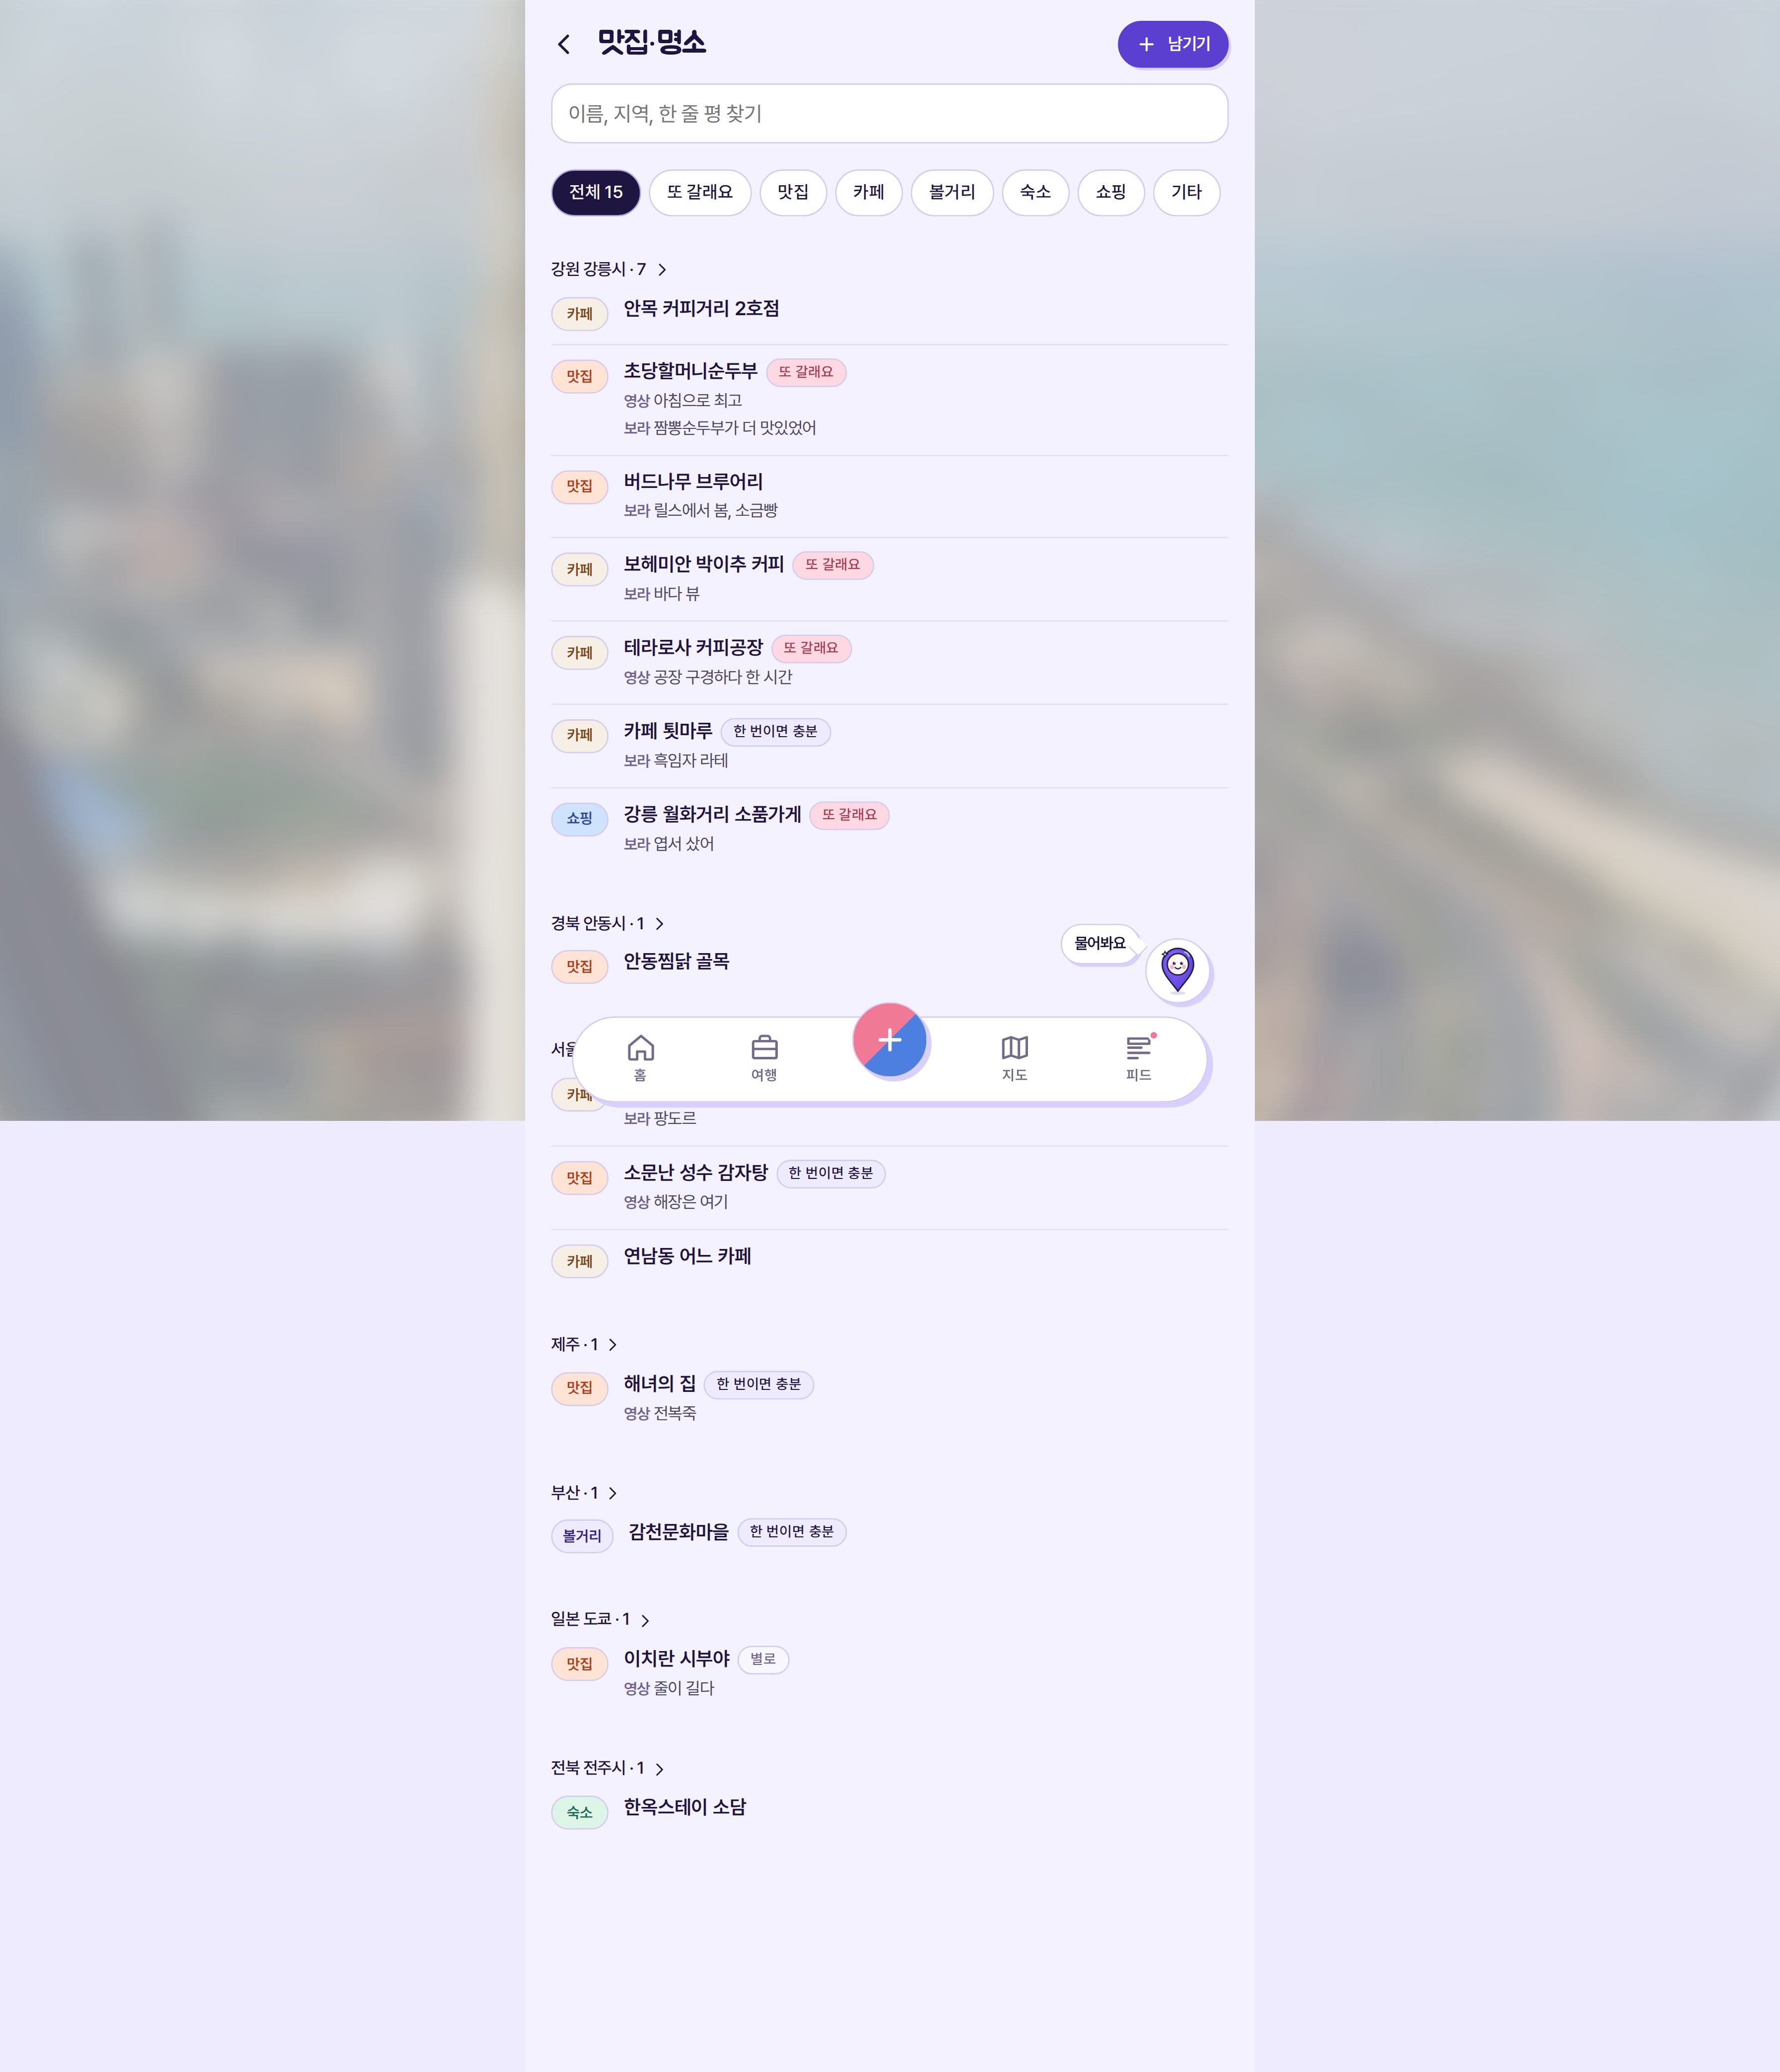 맛집·명소
+ 남기기
이름, 지역, 한 줄 평 찾기
전체 15 또 갈래요 맛집 카페 볼거리 숙소 쇼핑 기타
강원 강릉시 · 7
카페 안목 커피거리 2호점
맛집 초당할머니순두부 또 갈래요
영상 아침으로 최고
보라 짬뽕순두부가 더 맛있었어
맛집 버드나무 브루어리
보라 릴스에서 봄, 소금빵
카페 보헤미안 박이추 커피 또 갈래요
보라 바다 뷰
카페 테라로사 커피공장 또 갈래요
영상 공장 구경하다 한 시간
카페 카페 툇마루 한 번이면 충분
보라 흑임자 라테
쇼핑 강릉 월화거리 소품가게 또 갈래요
보라 엽서 샀어
경북 안동시 · 1
물어봐요
맛집 안동찜닭 골목
서울
홈 여행 지도 피드
카페
보라 팡도르
맛집 소문난 성수 감자탕 한 번이면 충분
영상 해장은 여기
카페 연남동 어느 카페
제주 · 1
맛집 해녀의 집 한 번이면 충분
영상 전복죽
부산 · 1
볼거리 감천문화마을 한 번이면 충분
일본 도쿄 · 1
맛집 이치란 시부야 별로
영상 줄이 길다
전북 전주시 · 1
숙소 한옥스테이 소담